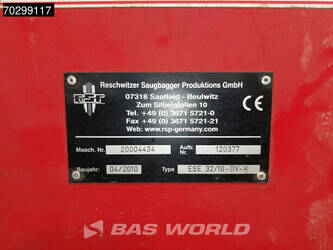 70299117
Reschwitzer Saugbagger Produktions GmbH
RSP
07318 Saalfeld - Beulwitz
Zum Silberstollen 10
Tel. +49 (0) 3671 5721-0
Fax +49 (0) 3671 5721-21
www.rsp-germany.com
CE
Masch. Nr. 20004434 Auftr. Nr. 120377
Baujahr: 04/2010 Type ESE 32/10-DV-K
BAS WORLD